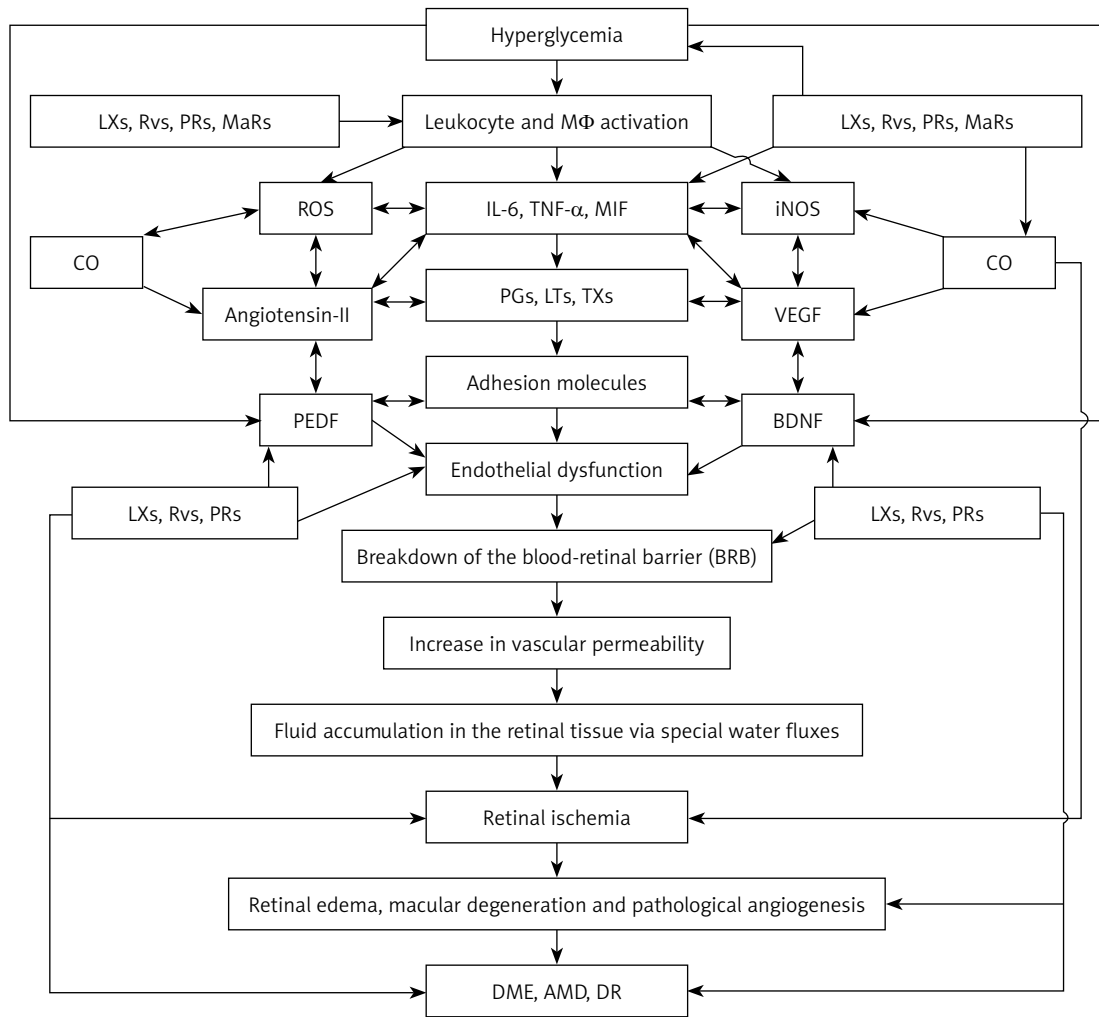 Hyperglycemia
LXs, Rvs, PRs, MaRs
Leukocyte and MΦ activation
LXs, Rvs, PRs, MaRs
ROS
IL-6, TNF-α, MIF
iNOS
CO
CO
Angiotensin-II
PGs, LTs, TXs
VEGF
Adhesion molecules
PEDF
BDNF
Endothelial dysfunction
LXs, Rvs, PRs
LXs, Rvs, PRs
Breakdown of the blood-retinal barrier (BRB)
Increase in vascular permeability
Fluid accumulation in the retinal tissue via special water fluxes
Retinal ischemia
Retinal edema, macular degeneration and pathological angiogenesis
DME, AMD, DR